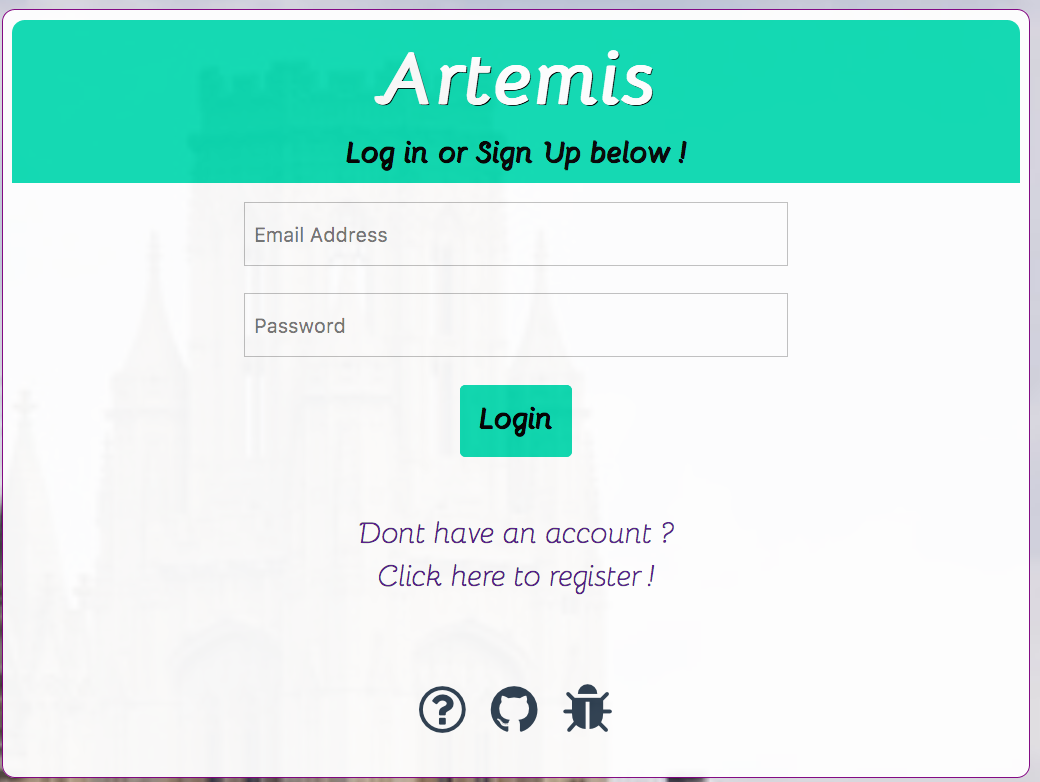 Artemis
Log in or Sign Up below !
Email Address
Password
Login
Dont have an account ?
Click here to register !